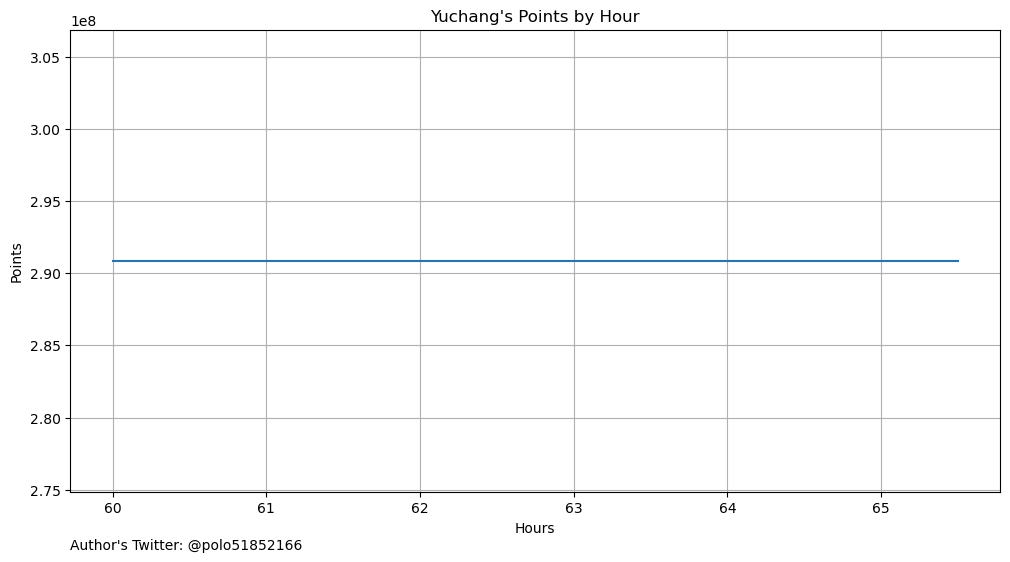 Yuchang's Points by Hour
1e8
3.05
3.00
2.95
2.90
2.85
2.80
2.75
Points
60 61 62 63 64 65
Hours
Author's Twitter: @polo51852166